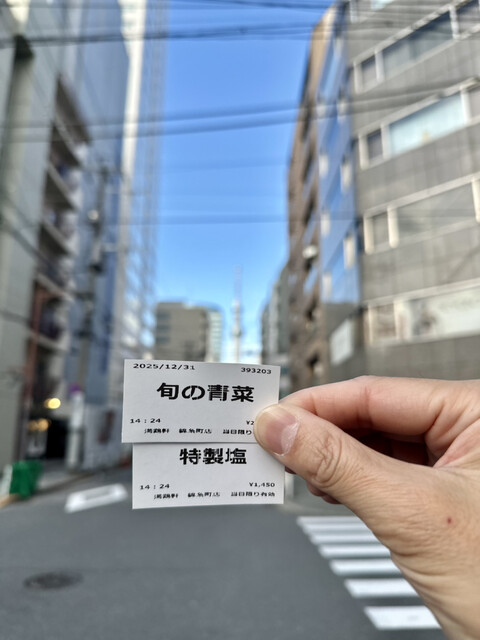 2025/12/31 393203
旬の青菜
14:24 ¥2
満鶏軒 錦糸町店 当日限り
特製塩
14:24 ¥1,450
満鶏軒 錦糸町店 当日限り有効